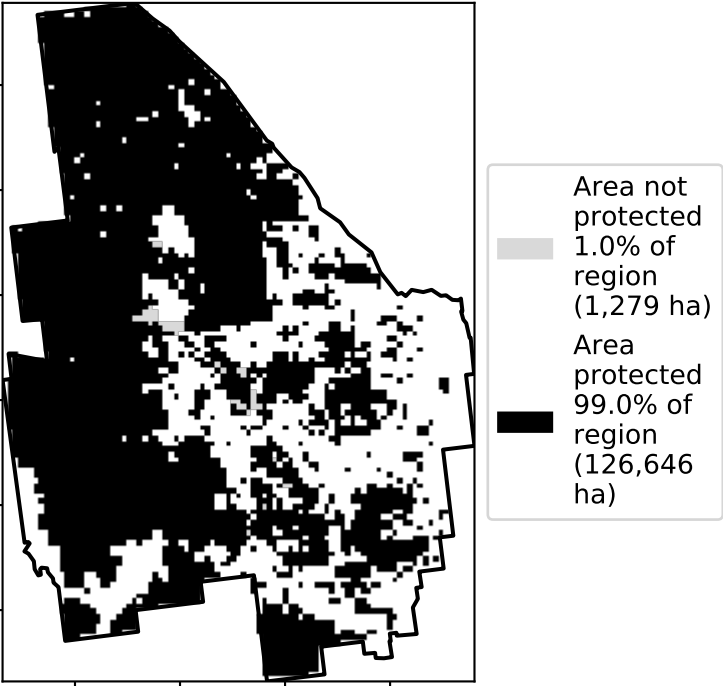 Area not
protected
1.0% of
region
(1,279 ha)
Area
protected
99.0% of
region
(126,646
ha)